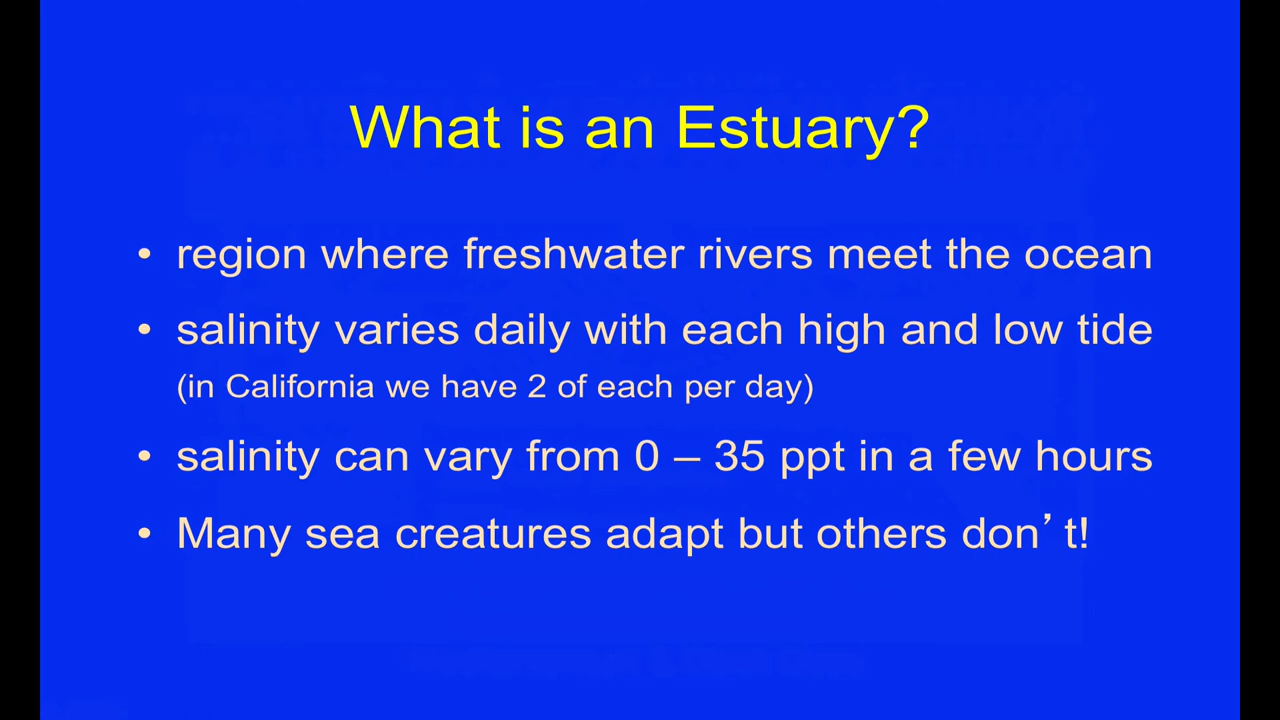 What is an Estuary?
• region where freshwater rivers meet the ocean
• salinity varies daily with each high and low tide
(in California we have 2 of each per day)
• salinity can vary from 0 – 35 ppt in a few hours
• Many sea creatures adapt but others don’t!